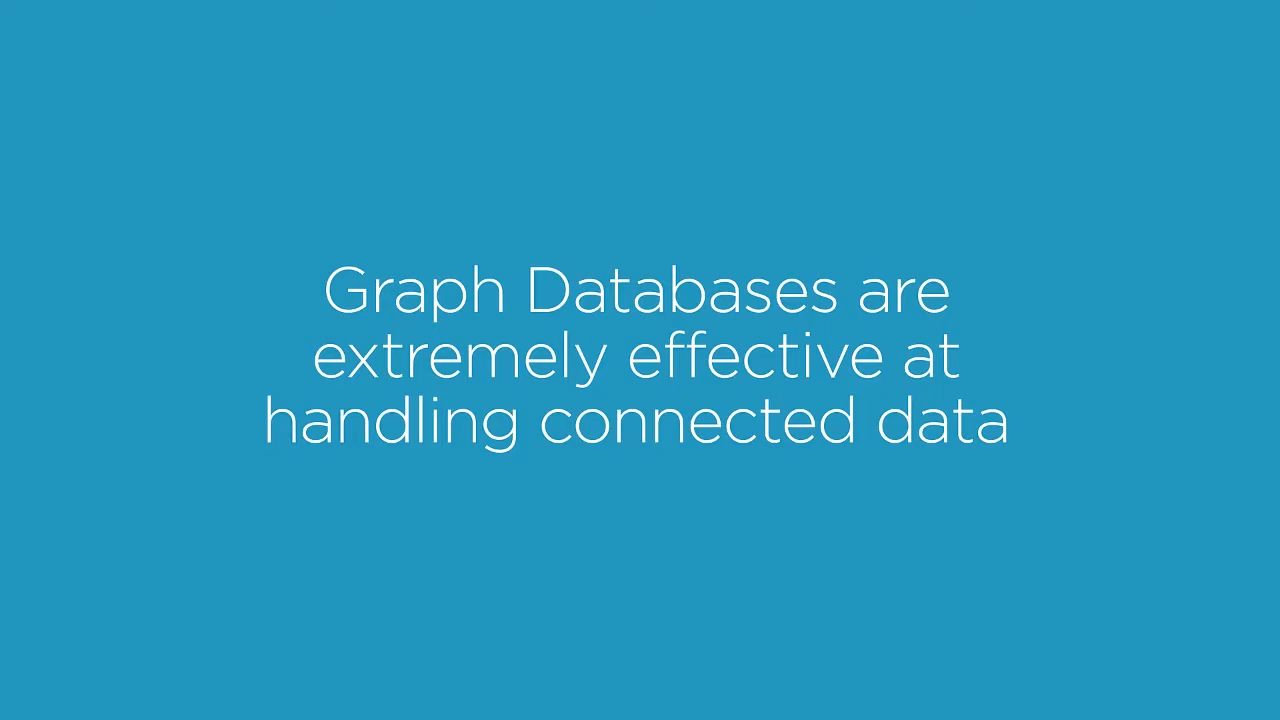 Graph Databases are
extremely effective at
handling connected data